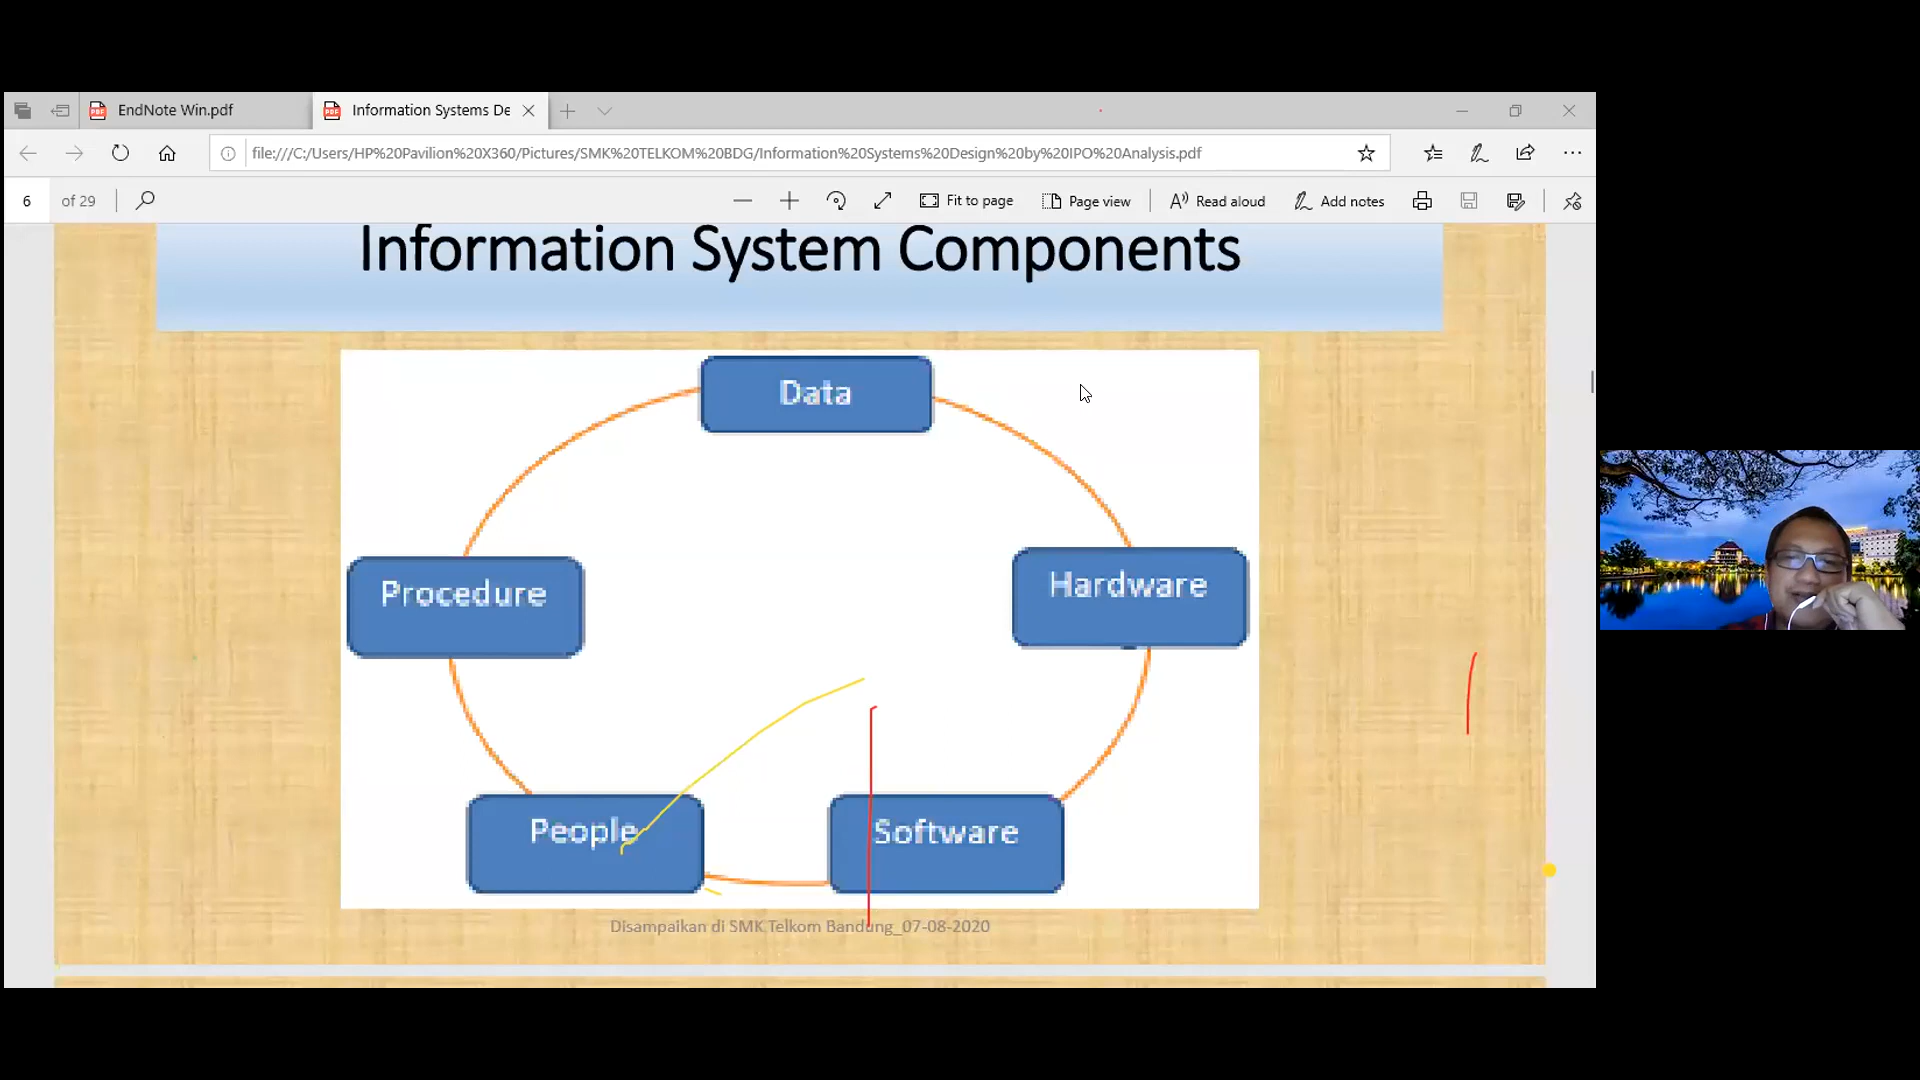 EndNote Win.pdf
Information Systems De
file:///C:/Users/HP%20Pavilion%20X360/Pictures/SMK%20TELKOM%20BDG/Information%20Systems%20Design%20by%20IPO%20Analysis.pdf
6 of 29
Fit to page
Page view
Read aloud
Add notes
Information System Components
Data
Procedure
Hardware
People
Software
Disampaikan di SMK Telkom Bandung_07-08-2020